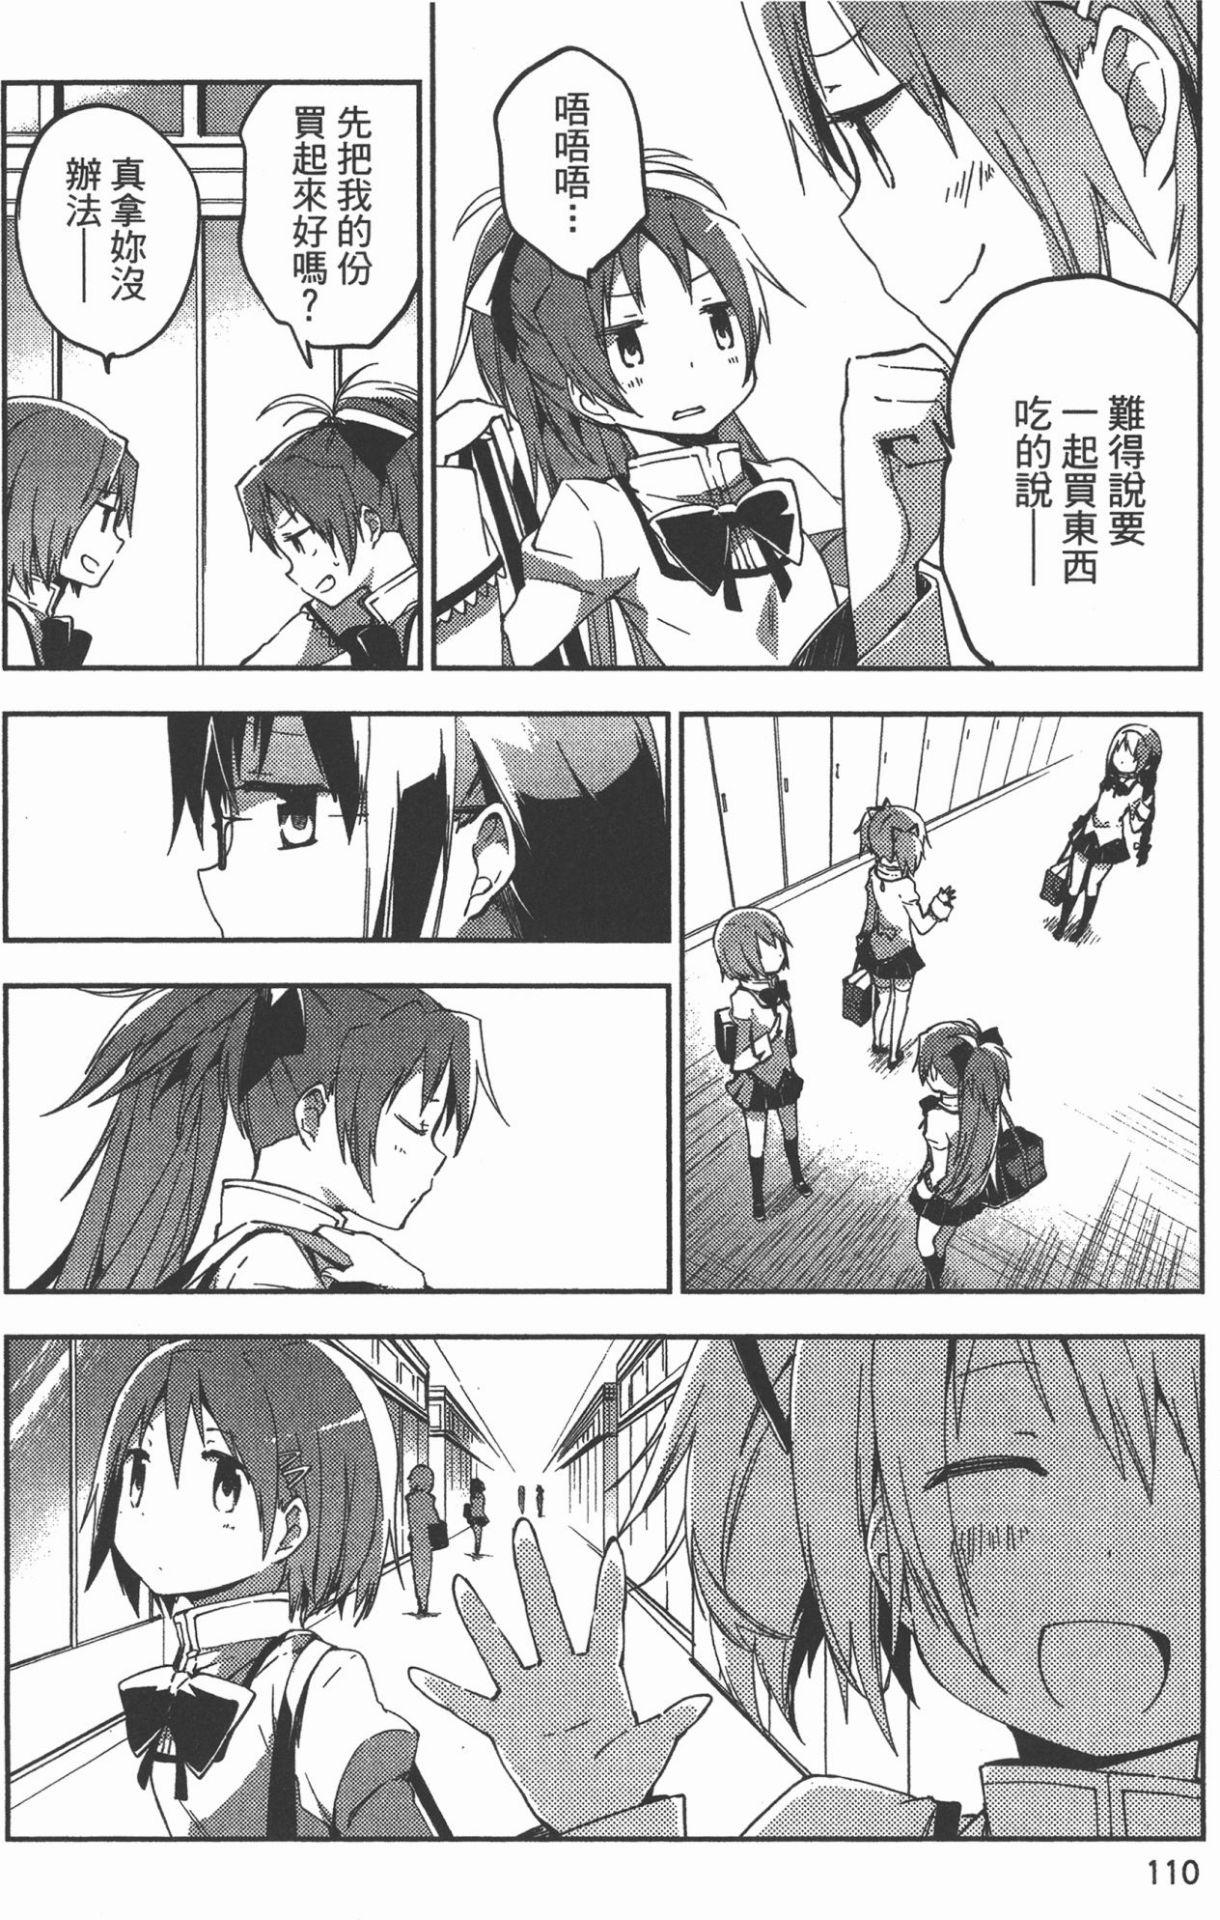 難得說要
一起買東西
吃的說——
唔唔唔…
先把我的份
買起來好嗎？
真拿妳沒
辦法——
110